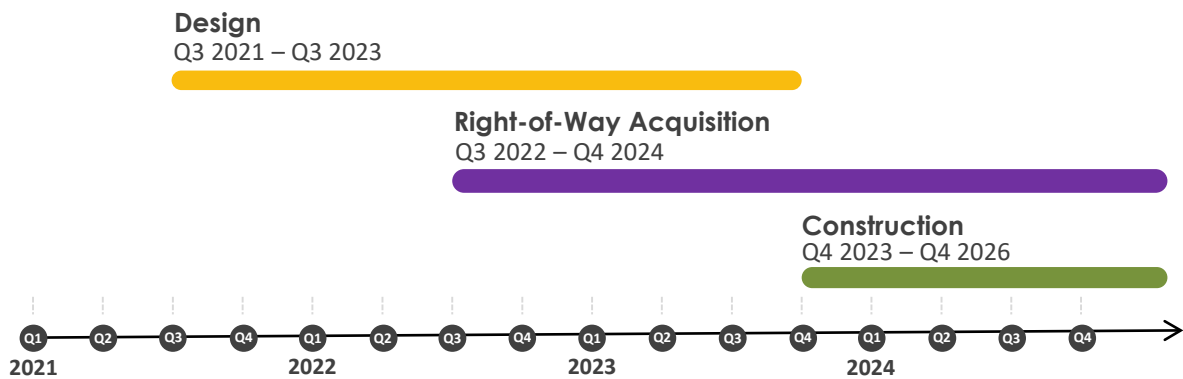 Design
Q3 2021 – Q3 2023
Right-of-Way Acquisition
Q3 2022 – Q4 2024
Construction
Q4 2023 – Q4 2026
Q1 Q2 Q3 Q4 Q1 Q2 Q3 Q4 Q1 Q2 Q3 Q4 Q1 Q2 Q3 Q4
2021 2022 2023 2024